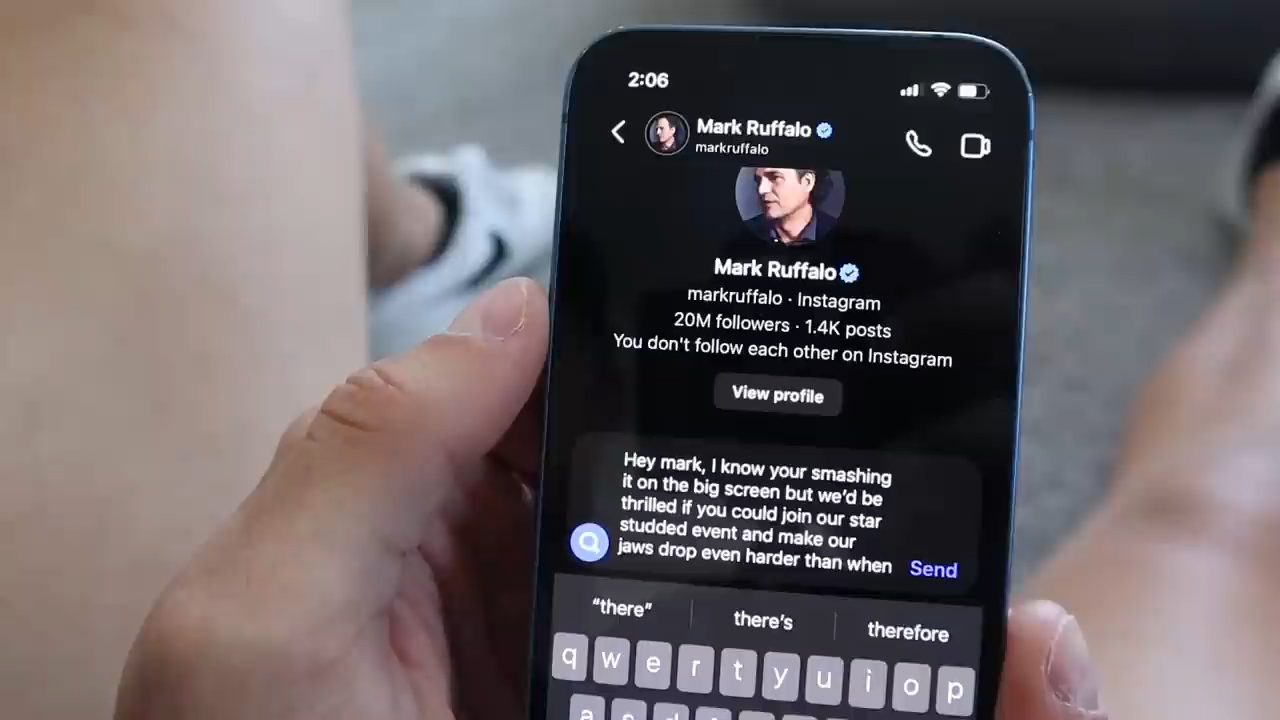 2:06
Mark Ruffalo
markruffalo
Mark Ruffalo
markruffalo · Instagram
20M followers · 1.4K posts
You don't follow each other on Instagram
View profile
Hey mark, I know your smashing
it on the big screen but we'd be
thrilled if you could join our star
studded event and make our
jaws drop even harder than when
Send
“there” there's therefore
q w e r t y u i o p